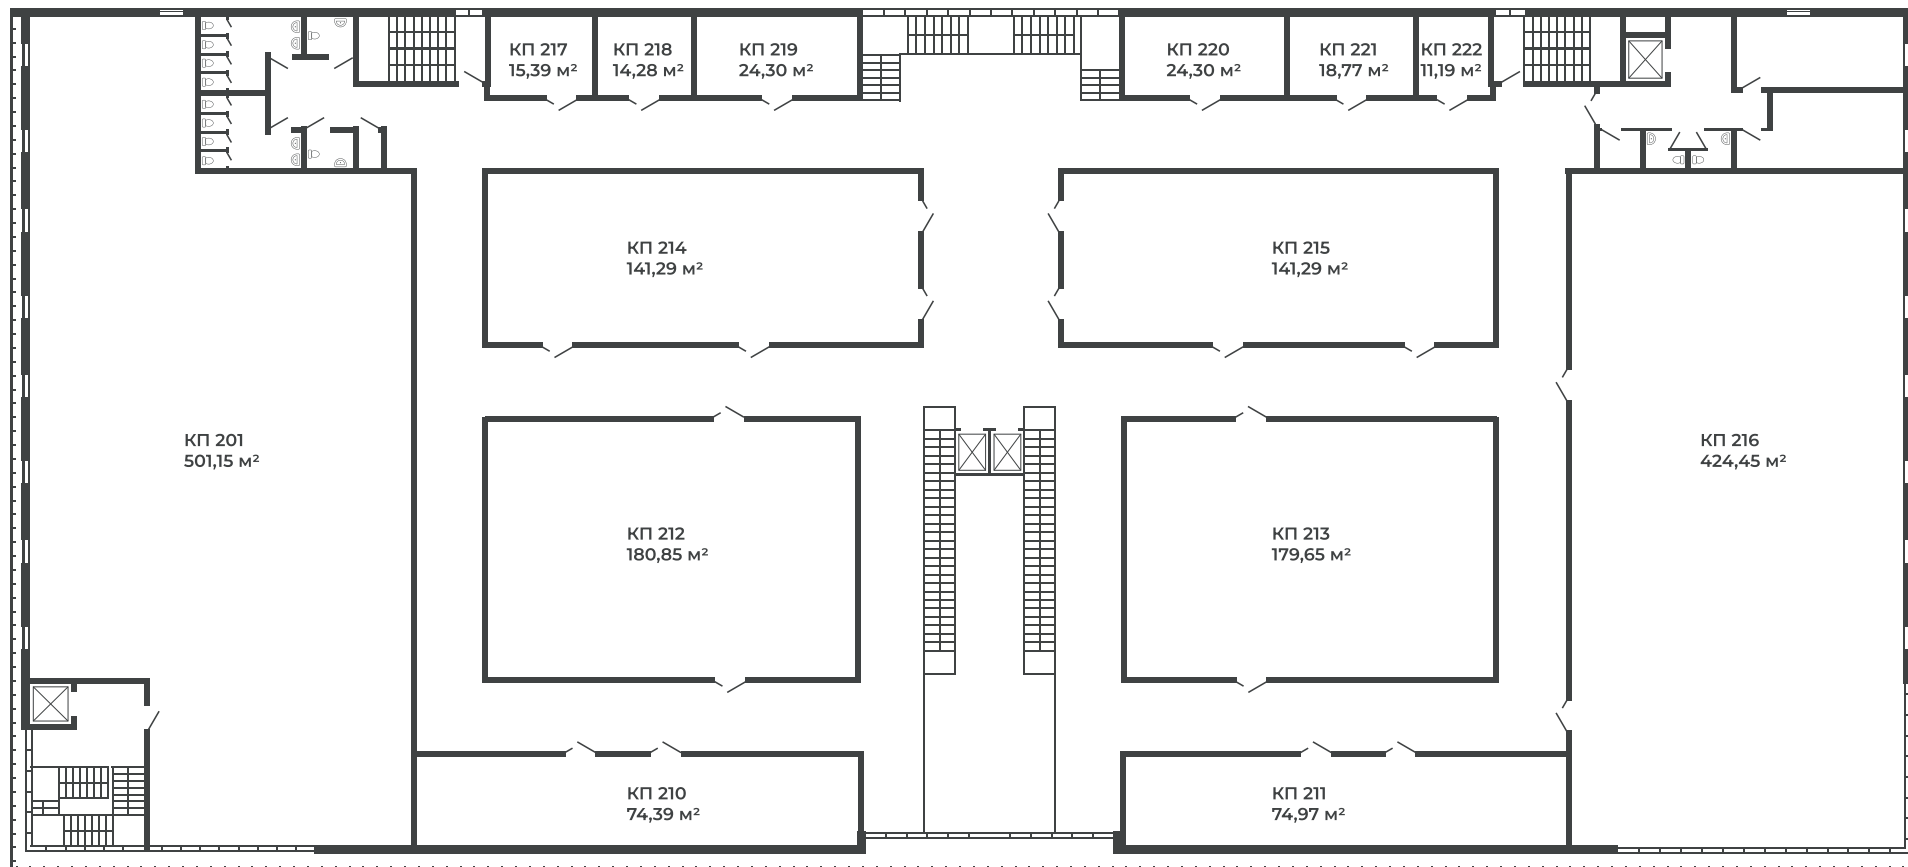 КП 217
15,39 м²
КП 218
14,28 м²
КП 219
24,30 м²
КП 220
24,30 м²
КП 221
18,77 м²
КП 222
11,19 м²
КП 214
141,29 м²
КП 215
141,29 м²
КП 201
501,15 м²
КП 216
424,45 м²
КП 212
180,85 м²
КП 213
179,65 м²
КП 210
74,39 м²
КП 211
74,97 м²